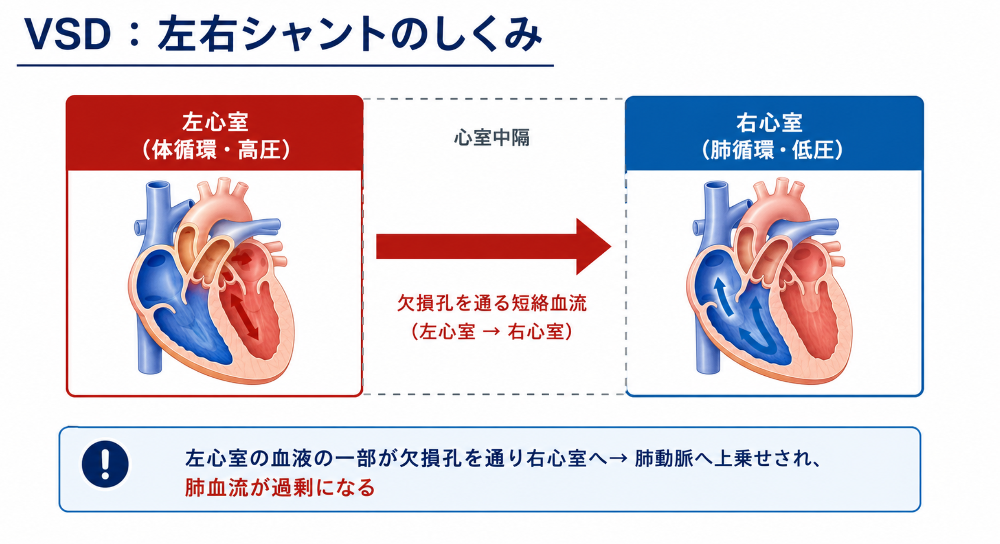 VSD：左右シャントのしくみ
左心室
（体循環・高圧）
心室中隔
欠損孔を通る短絡血流
（左心室 → 右心室）
右心室
（肺循環・低圧）
左心室の血液の一部が欠損孔を通り右心室へ→ 肺動脈へ上乗せされ、
肺血流が過剰になる